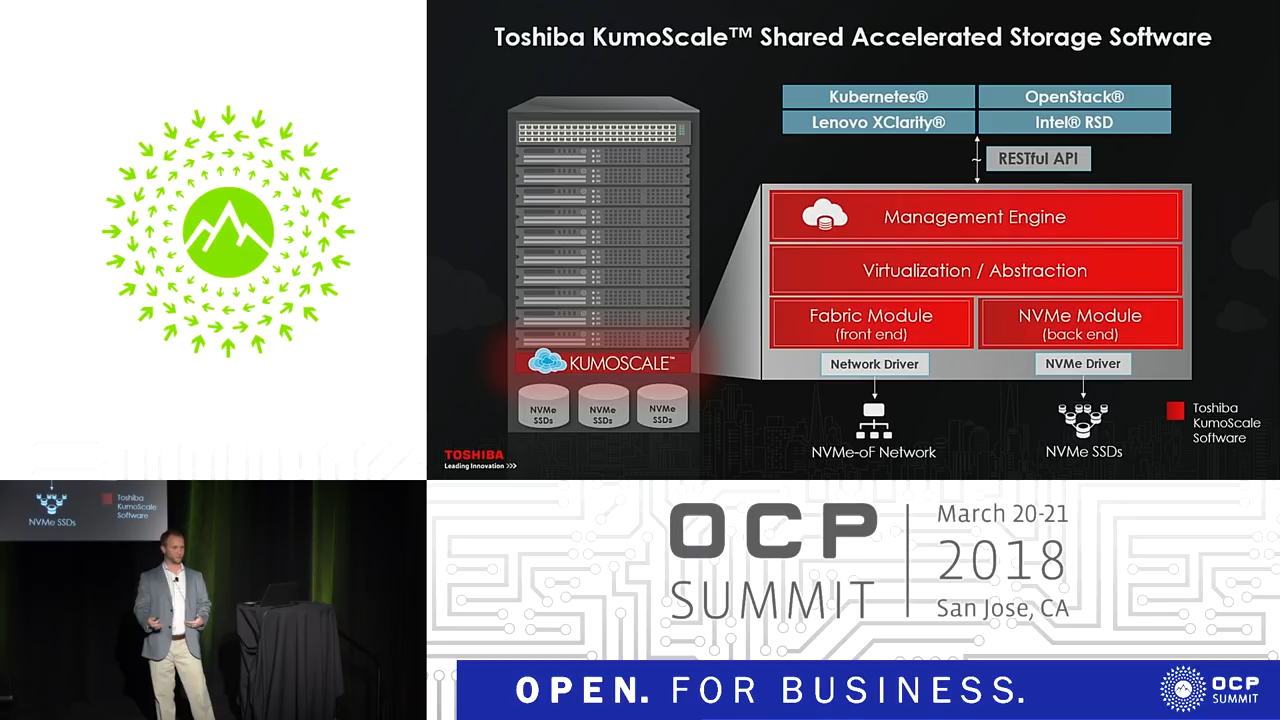 Toshiba KumoScale™ Shared Accelerated Storage Software
Kubernetes®
OpenStack®
Lenovo XClarity®
Intel® RSD
RESTful API
Management Engine
Virtualization / Abstraction
Fabric Module
(front end)
NVMe Module
(back end)
Network Driver
NVMe Driver
KUMOSCALE™
NVMe
SSDs
NVMe
SSDs
NVMe
SSDs
NVMe-oF Network
NVMe SSDs
Toshiba
KumoScale
Software
TOSHIBA
Leading Innovation >>>
NVMe SSDs
Toshiba
KumoScale
Software
OCP
SUMMIT
March 20-21
2018
San Jose, CA
OPEN. FOR BUSINESS.
OCP
SUMMIT